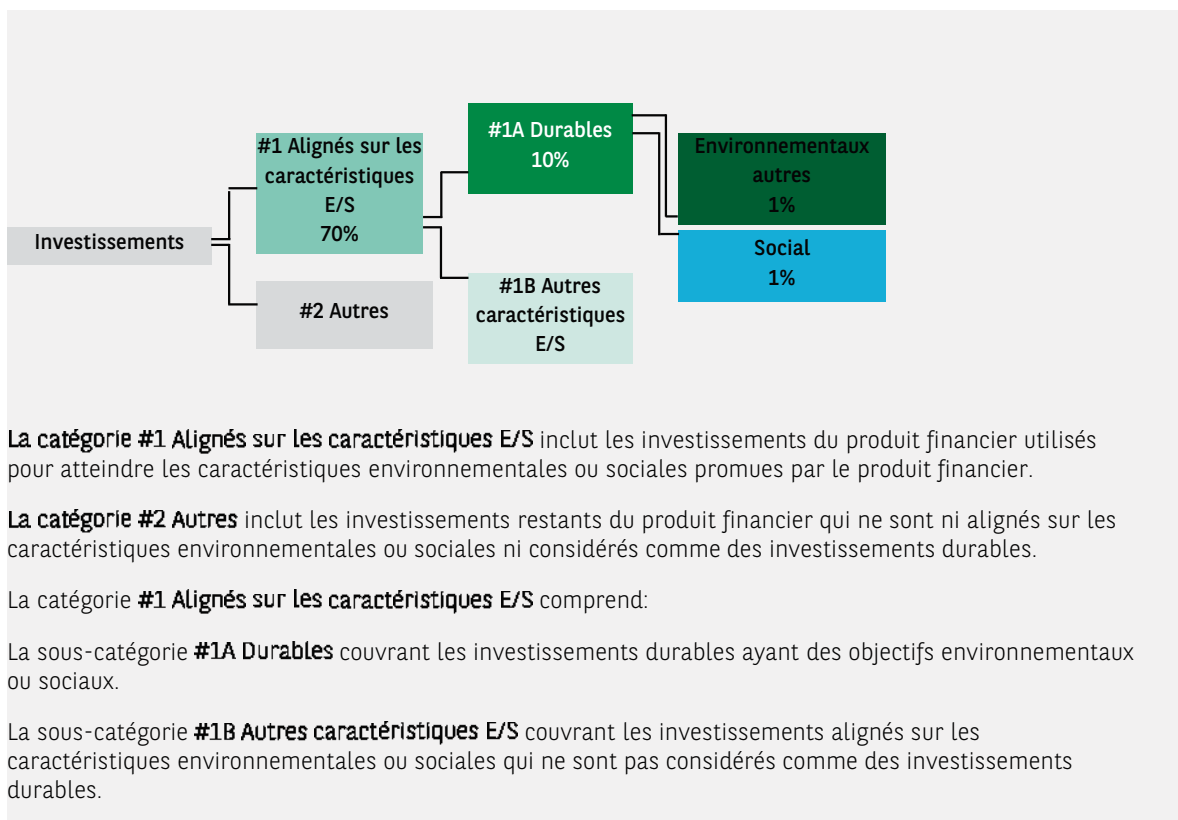 Investissements
#1 Alignés sur les
caractéristiques
E/S
70%
#2 Autres
#1A Durables
10%
#1B Autres
caractéristiques
E/S
Environnementaux
autres
1%
Social
1%
La catégorie #1 Alignés sur les caractéristiques E/S inclut les investissements du produit financier utilisés
pour atteindre les caractéristiques environnementales ou sociales promues par le produit financier.
La catégorie #2 Autres inclut les investissements restants du produit financier qui ne sont ni alignés sur les
caractéristiques environnementales ou sociales ni considérés comme des investissements durables.
La catégorie #1 Alignés sur les caractéristiques E/S comprend:
La sous-catégorie #1A Durables couvrant les investissements durables ayant des objectifs environnementaux
ou sociaux.
La sous-catégorie #1B Autres caractéristiques E/S couvrant les investissements alignés sur les
caractéristiques environnementales ou sociales qui ne sont pas considérés comme des investissements
durables.